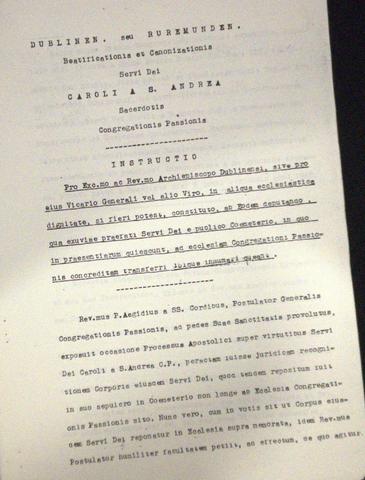 DUBLINEN. seu RUREMUNDEN.
Beatificationis et Canonizationis
Servi Dei
CAROLI A S. ANDREA
Sacerdotis
Congregationis Passionis
INSTRUCTIO
Pro Exc.mo ac Rev.mo Archiepiscopo Dublinensi, sive pro
eius Vicario Generali vel alio Viro, in aliqua ecclesiastica
dignitate, si fieri potest, constituto, ab Eodem deputando,
qua exuviae praefati Servi Dei e publico Coemeterio, in quo
in praesentiarum quiescunt, ad ecclesiam Congregationi Passio-
nis concreditam transferri ibique inhumari queant.
Rev.mus P.Aegidius a SS. Cordibus, Postulator Generalis
Congregationis Passionis, ad pedes Suae Sanctitatis provolutus,
exposuit occasione Processus Apostolici super virtutibus Servi
Dei Caroli a S.Andrea C.P., peractam fuisse juridicam recogni-
tionem Corporis eiuscem Servi Dei, quod tandem repositum fuit
in suo sepulcro in Coemeterio non longe ab Ecclesia Congregati-
onis Passionis sito. Nunc vero, cum in votis sit ut Corpus eius-
dem Servi Dei reponatur in Ecclesia supra memorata, idem Rev.mus
Postulator humiliter facultatem petiit, ad effectum, de quo agitur.